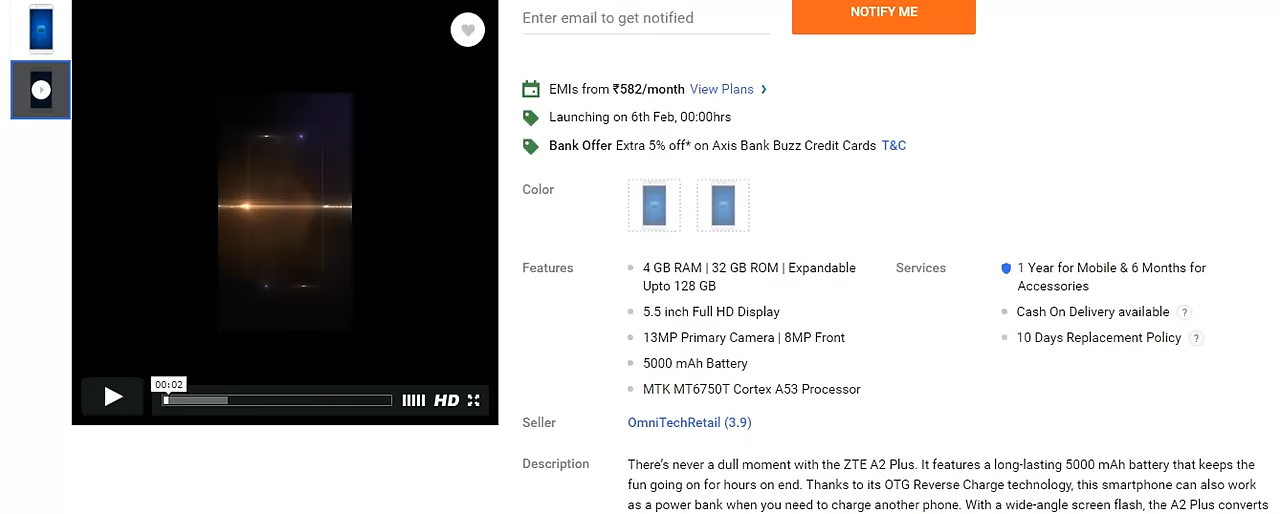 Enter email to get notified
NOTIFY ME
EMIs from ₹582/month View Plans
Launching on 6th Feb, 00:00hrs
Bank Offer Extra 5% off* on Axis Bank Buzz Credit Cards T&C
Color
Features
4 GB RAM | 32 GB ROM | Expandable
Upto 128 GB
5.5 inch Full HD Display
13MP Primary Camera | 8MP Front
5000 mAh Battery
MTK MT6750T Cortex A53 Processor
Services
1 Year for Mobile & 6 Months for
Accessories
Cash On Delivery available ?
10 Days Replacement Policy ?
00:02
HD
Seller
OmniTechRetail (3.9)
Description
There's never a dull moment with the ZTE A2 Plus. It features a long-lasting 5000 mAh battery that keeps the
fun going on for hours on end. Thanks to its OTG Reverse Charge technology, this smartphone can also work
as a power bank when you need to charge another phone. With a wide-angle screen flash, the A2 Plus converts